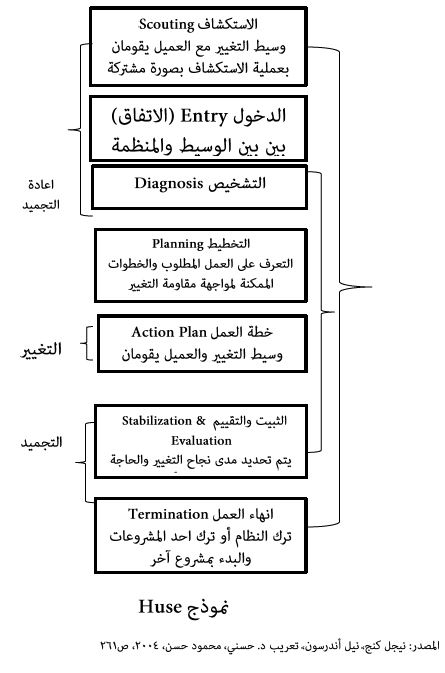 الاستكشاف Scouting
وسيط التغيير مع العميل يقومان
بعملية الاستكشاف بصورة مشتركة
الدخول Entry (الاتفاق)
بين بين الوسيط والمنظمة
التشخيص Diagnosis
اعادة
التجميد
التخطيط Planning
التعرف على العمل المطلوب والخطوات
الممكنة لمواجهة مقاومة التغيير
خطة العمل Action Plan
وسيط التغيير والعميل يقومان
التغيير
الثبيت والتقييم Stabilization &
Evaluation
يتم تحديد مدى نجاح التغيير والحاجة
التجميد
انهاء العمل Termination
ترك النظام أو ترك احد المشروعات
والبدء بمشروع آخر
نموذج Huse
المصدر: نيجل كنج، نيل أندرسون، تعريب د. حسني، محمود حسن، ٢٠٠٤، ص٢٦١